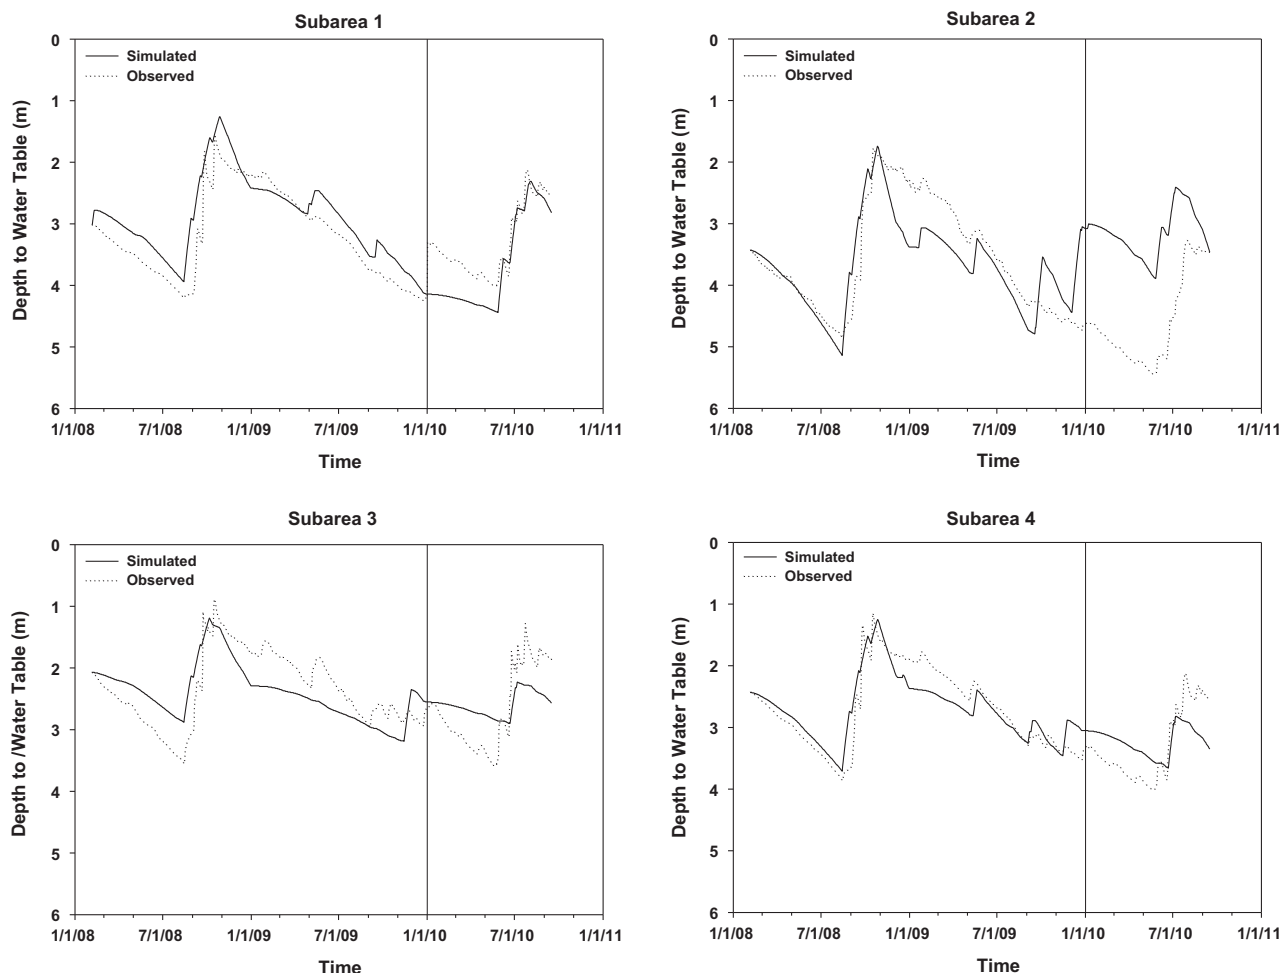 Subarea 1
Simulated
Observed
Depth to Water Table (m)
0
1
2
3
4
5
6
1/1/08
7/1/08
1/1/09
7/1/09
1/1/10
7/1/10
1/1/11
Time
Subarea 2
Simulated
Observed
Depth to Water Table (m)
0
1
2
3
4
5
6
1/1/08
7/1/08
1/1/09
7/1/09
1/1/10
7/1/10
1/1/11
Time
Subarea 3
Simulated
Observed
Depth to /Water Table (m)
0
1
2
3
4
5
6
1/1/08
7/1/08
1/1/09
7/1/09
1/1/10
7/1/10
1/1/11
Time
Subarea 4
Simulated
Observed
Depth to Water Table (m)
0
1
2
3
4
5
6
1/1/08
7/1/08
1/1/09
7/1/09
1/1/10
7/1/10
1/1/11
Time